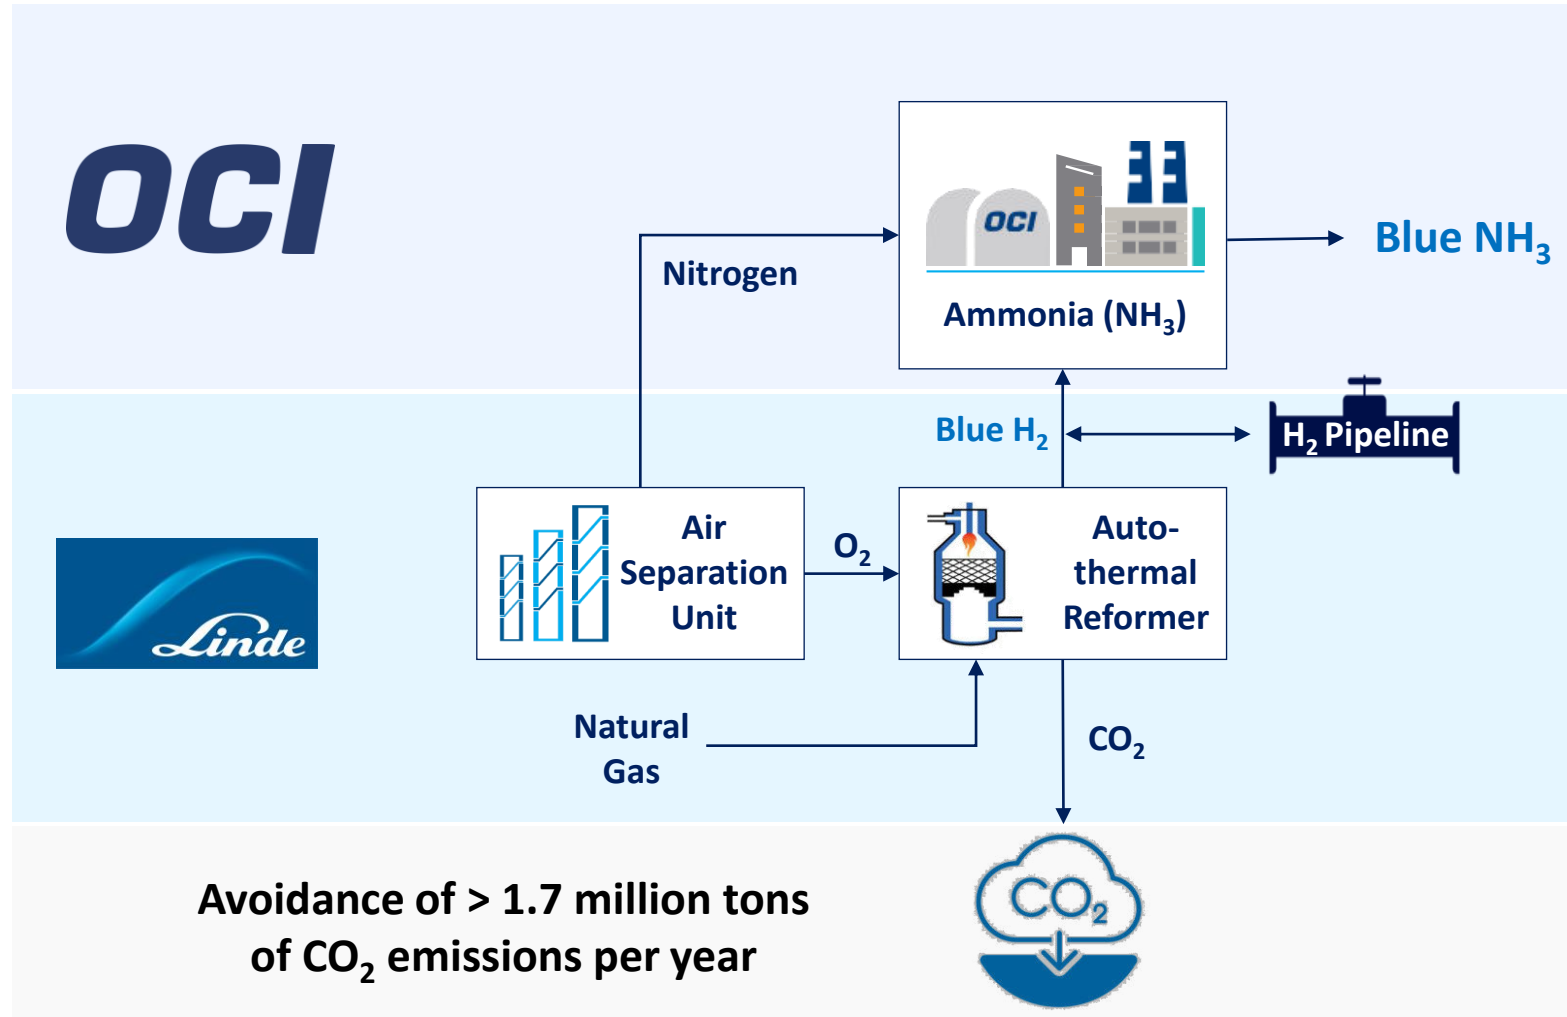 OCI
OCI
Nitrogen
Ammonia (NH₃)
Blue NH₃
Blue H₂
H₂ Pipeline
Linde
Air
Separation
Unit
O₂
Auto-
thermal
Reformer
Natural
Gas
CO₂
Avoidance of > 1.7 million tons
of CO₂ emissions per year
CO₂